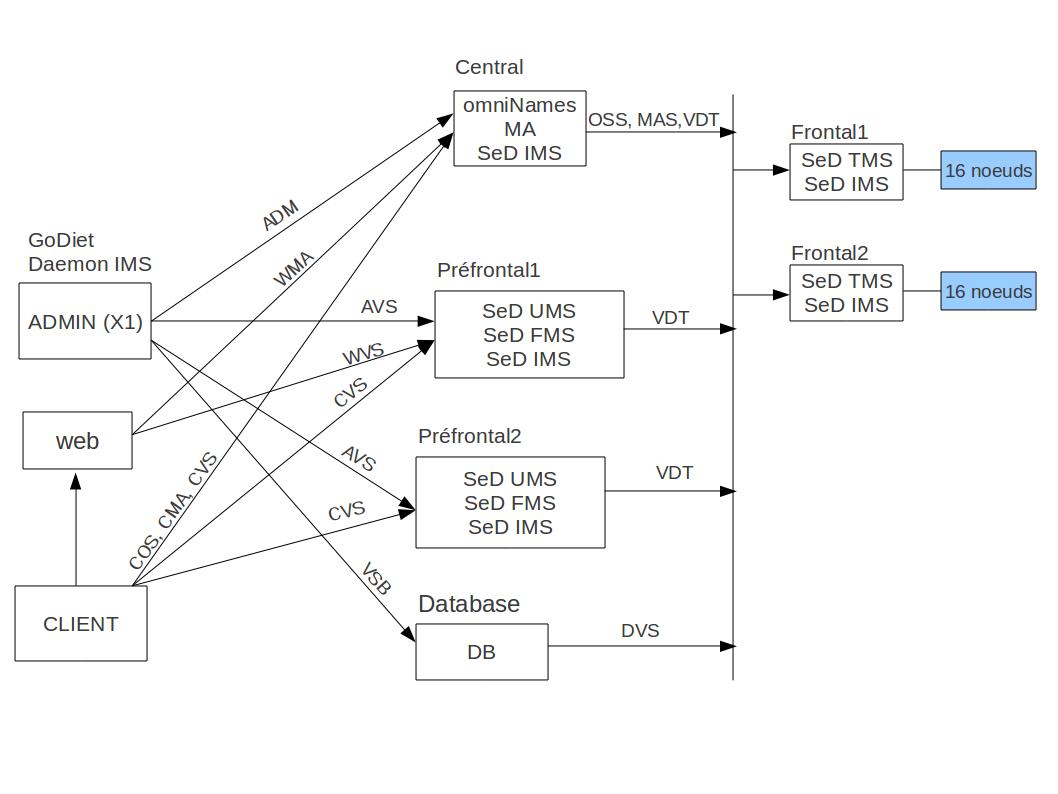 Central
omniNames
MA
SeD IMS
OSS, MAS,VDT
Frontal1
SeD TMS
SeD IMS
16 noeuds
ADM
GoDiet
Daemon IMS
ADMIN (X1)
WMA
Préfrontal1
SeD UMS
SeD FMS
SeD IMS
AVS
VDT
Frontal2
SeD TMS
SeD IMS
16 noeuds
WVS
CVS
web
Préfrontal2
SeD UMS
SeD FMS
SeD IMS
AVS
VDT
CVS
COS, CMA, CVS
VSB
CLIENT
Database
DB
DVS